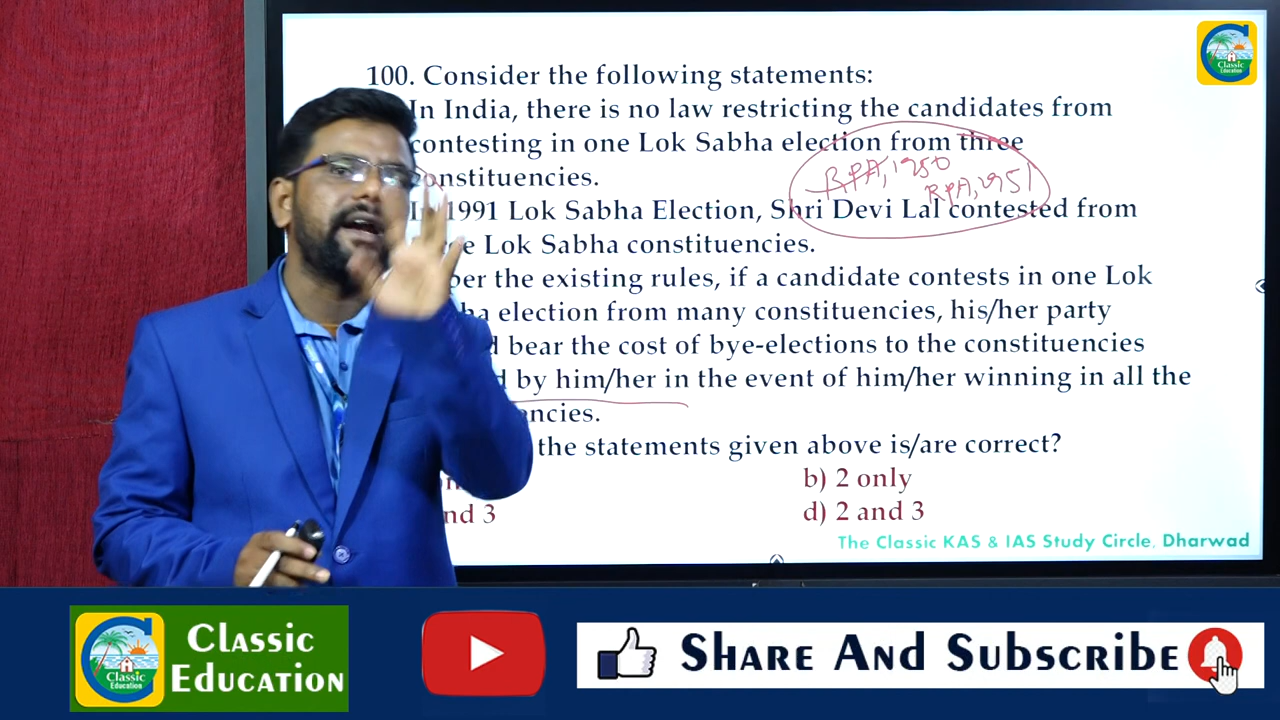 Classic
Education
100. Consider the following statements:
In India, there is no law restricting the candidates from
contesting in one Lok Sabha election from three
constituencies.
RPA, 1950
RPA, 1951
In 1991 Lok Sabha Election, Shri Devi Lal contested from
Lok Sabha constituencies.
per the existing rules, if a candidate contests in one Lok
election from many constituencies, his/her party
bear the cost of bye-elections to the constituencies
by him/her in the event of him/her winning in all the
the statements given above is/are correct?
b) 2 only
nd 3
d) 2 and 3
The Classic KAS & IAS Study Circle, Dharwad
Classic
Education
Classic
Education
Share And Subscribe